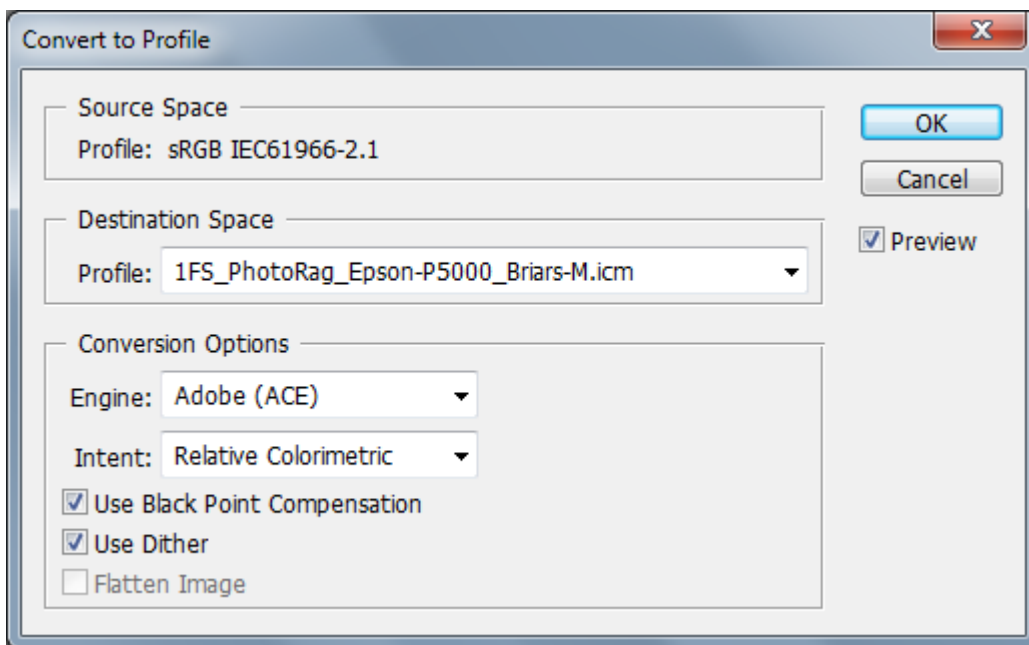 Convert to Profile
Source Space
Profile: sRGB IEC61966-2.1
OK
Cancel
Preview
Destination Space
Profile: 1FS_PhotoRag_Epson-P5000_Briars-M.icm
Conversion Options
Engine: Adobe (ACE)
Intent: Relative Colorimetric
Use Black Point Compensation
Use Dither
Flatten Image